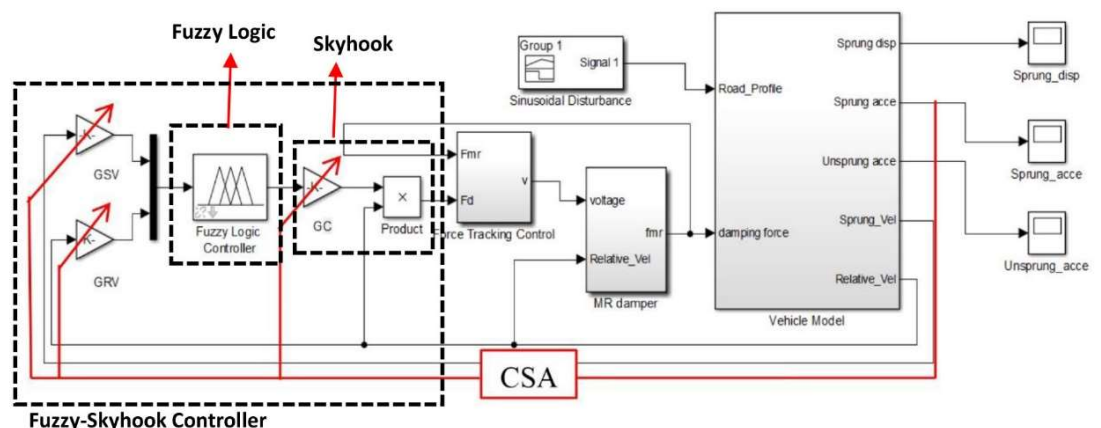 Fuzzy Logic
Skyhook
Group 1
Signal 1
Sinusoidal Disturbance
Road_Profile
damping force
Sprung disp
Sprung acce
Unsprung acce
Sprung_Vel
Relative_Vel
Vehicle Model
Sprung_disp
Sprung_acce
Unsprung_acce
-K-
GSV
-K-
GRV
Fuzzy Logic
Controller
-K-
GC
×
Product
Fmr
Fd
v
Force Tracking Control
voltage
Relative_Vel
fmr
MR damper
CSA
Fuzzy-Skyhook Controller